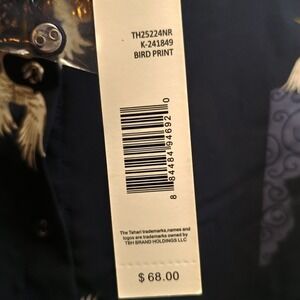 TH25224NR
K-241849
BIRD PRINT
8 84484 94692 0
The Tahari trademarks, names and
logos are trademarks owned by
TBH BRAND HOLDINGS LLC
$ 68.00